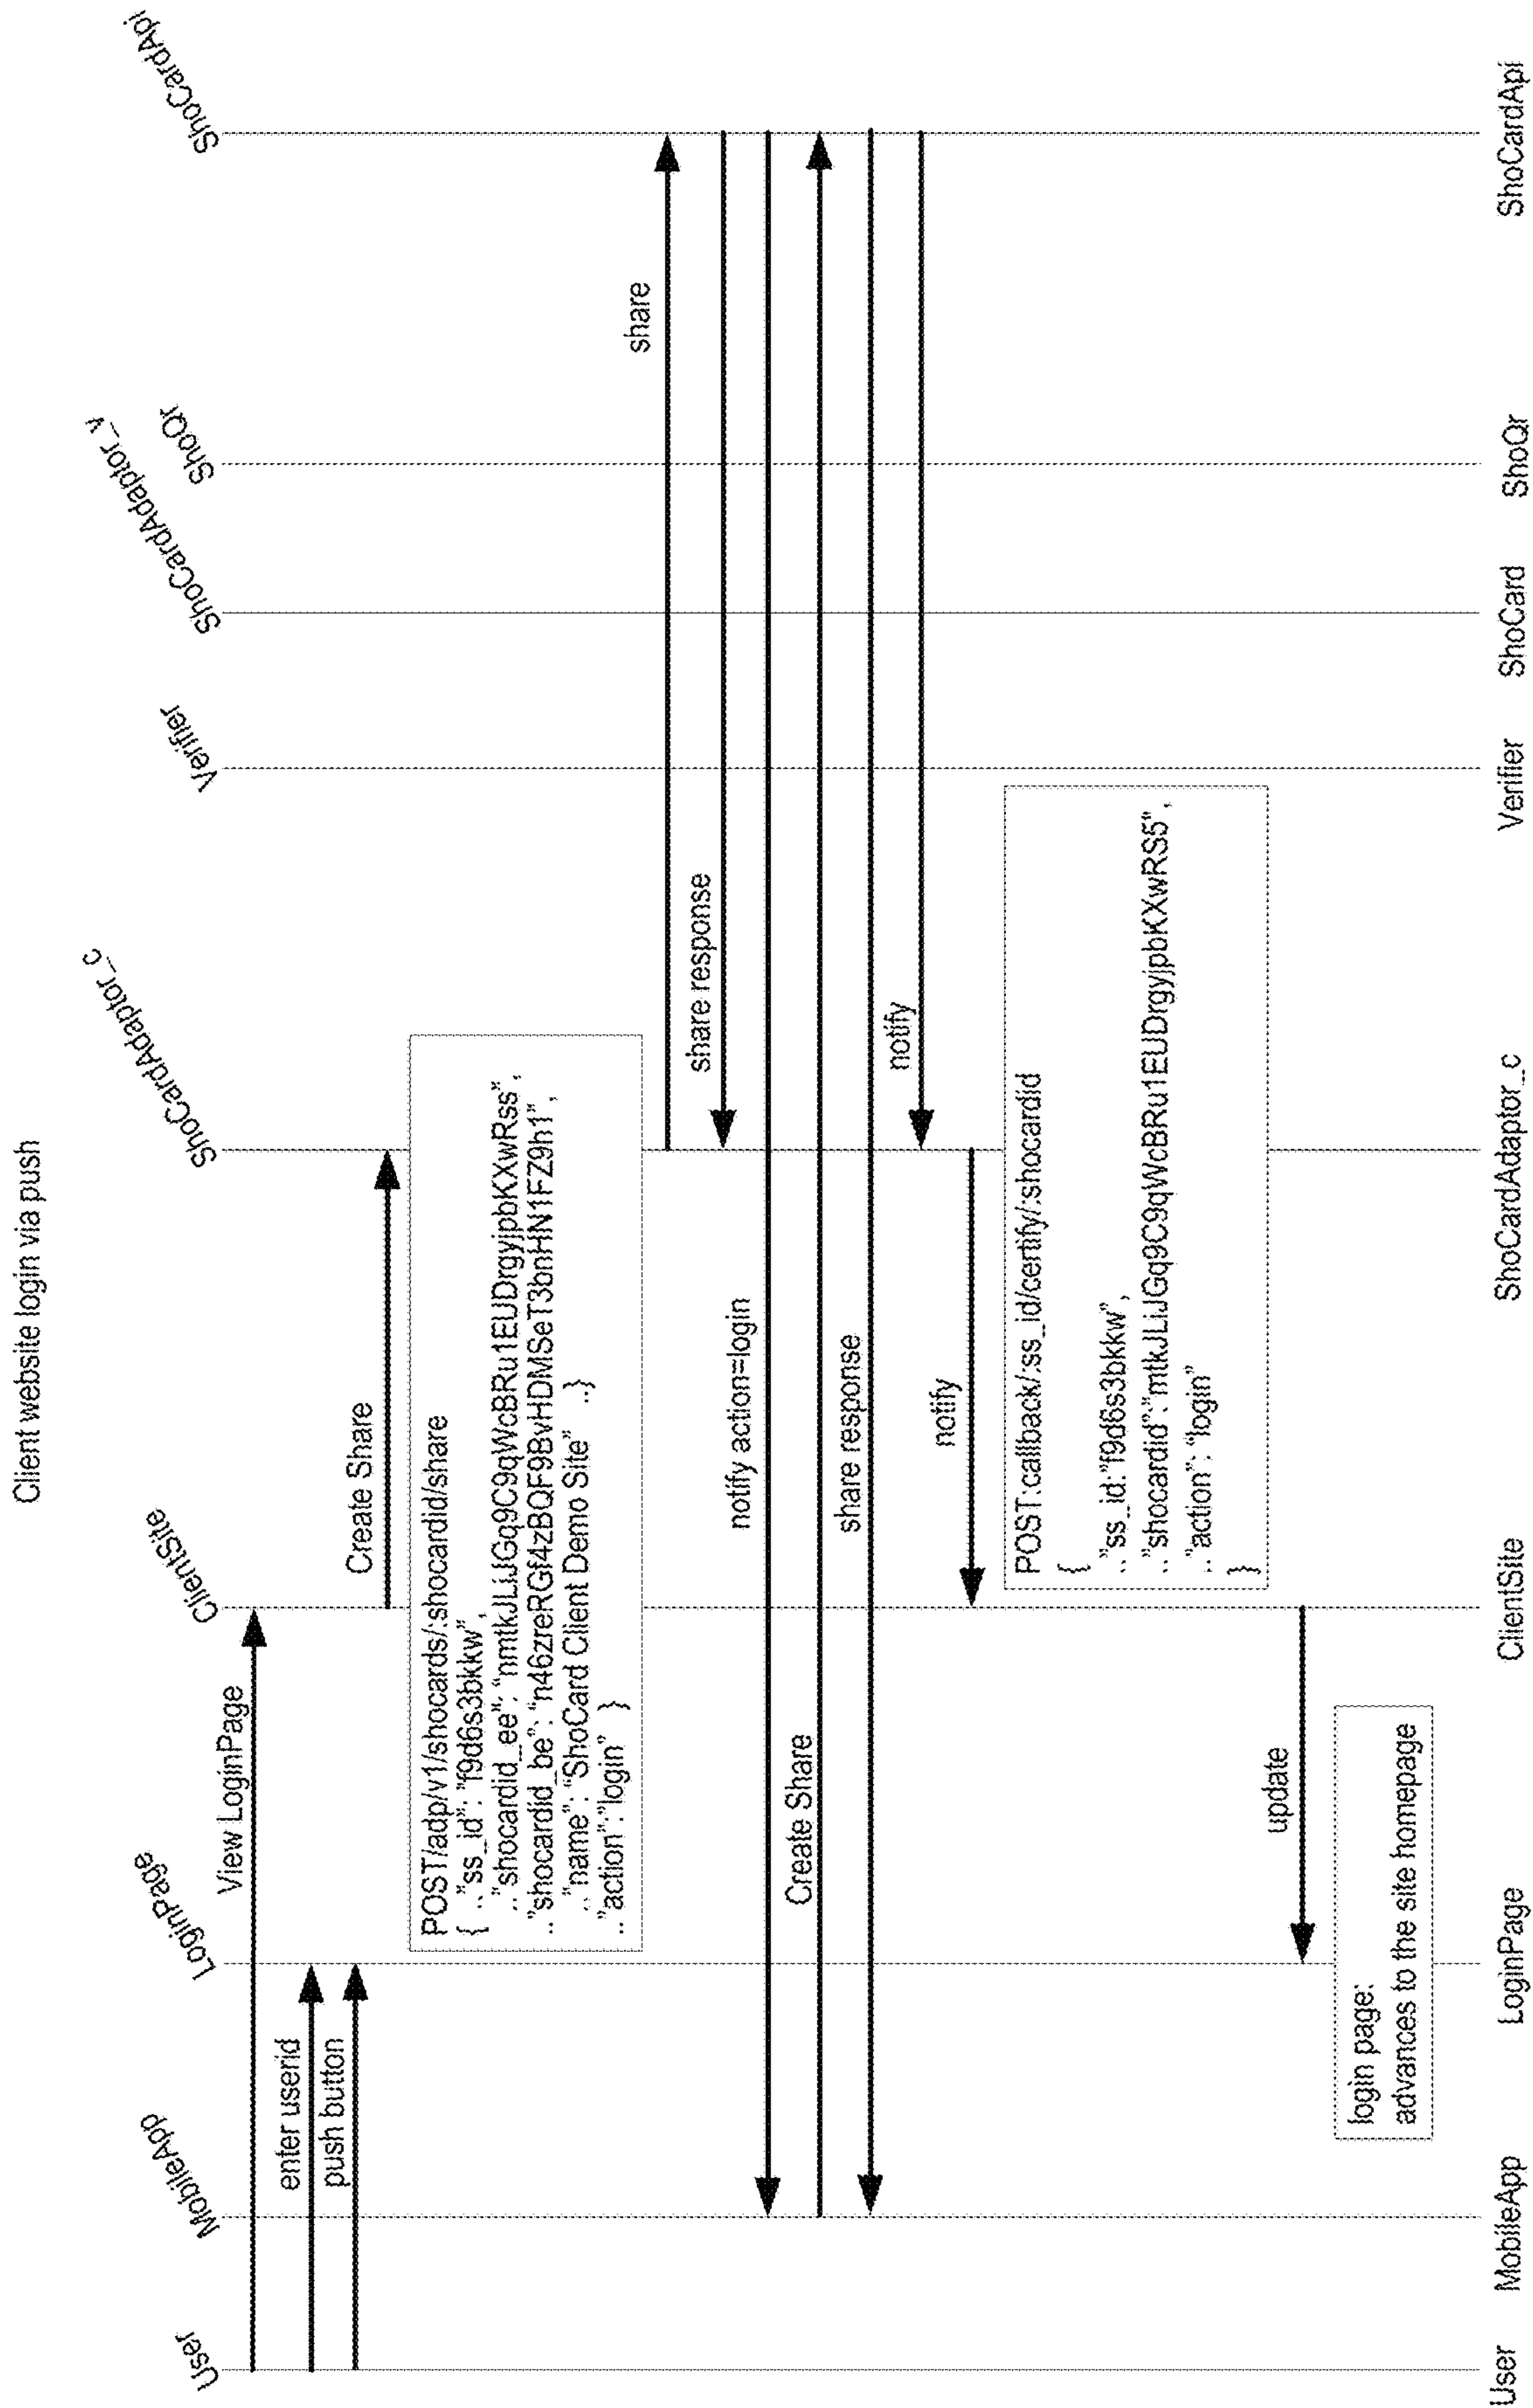 Client website login via push
User
MobileApp
LoginPage
ClientSite
ShoCardAdaptor_c
Verifier
ShoCardAdaptor_v
ShoQr
ShoCardApi
View LoginPage
enter userid
push button
Create Share
POST/adp/v1/shocards/:shocardid/share
{ .."ss_id": "f9d6s3bkkw",
.."shocardid_ee": "nmtkJLiJGq9C9qWcBRu1EUDrgyjpbKXwRss",
.."shocardid_be": "n46zreRGf4zBQF9BvHDMSeT3bnHN1FZ9h1",
.."name": "ShoCard Client Demo Site" ..}
.."action":"login" }
share
share response
notify action=login
Create Share
share response
notify
notify
POST:callback/:ss_id/certify/:shocardid
{
.."ss_id:"f9d6s3bkkw",
.."shocardid":"mtkJLiJGq9C9qWcBRu1EUDrgyjpbKXwRS5",
.."action": "login"
}
update
login page:
advances to the site homepage
User
MobileApp
LoginPage
ClientSite
ShoCardAdaptor_c
Verifier
ShoCard
ShoQr
ShoCardApi